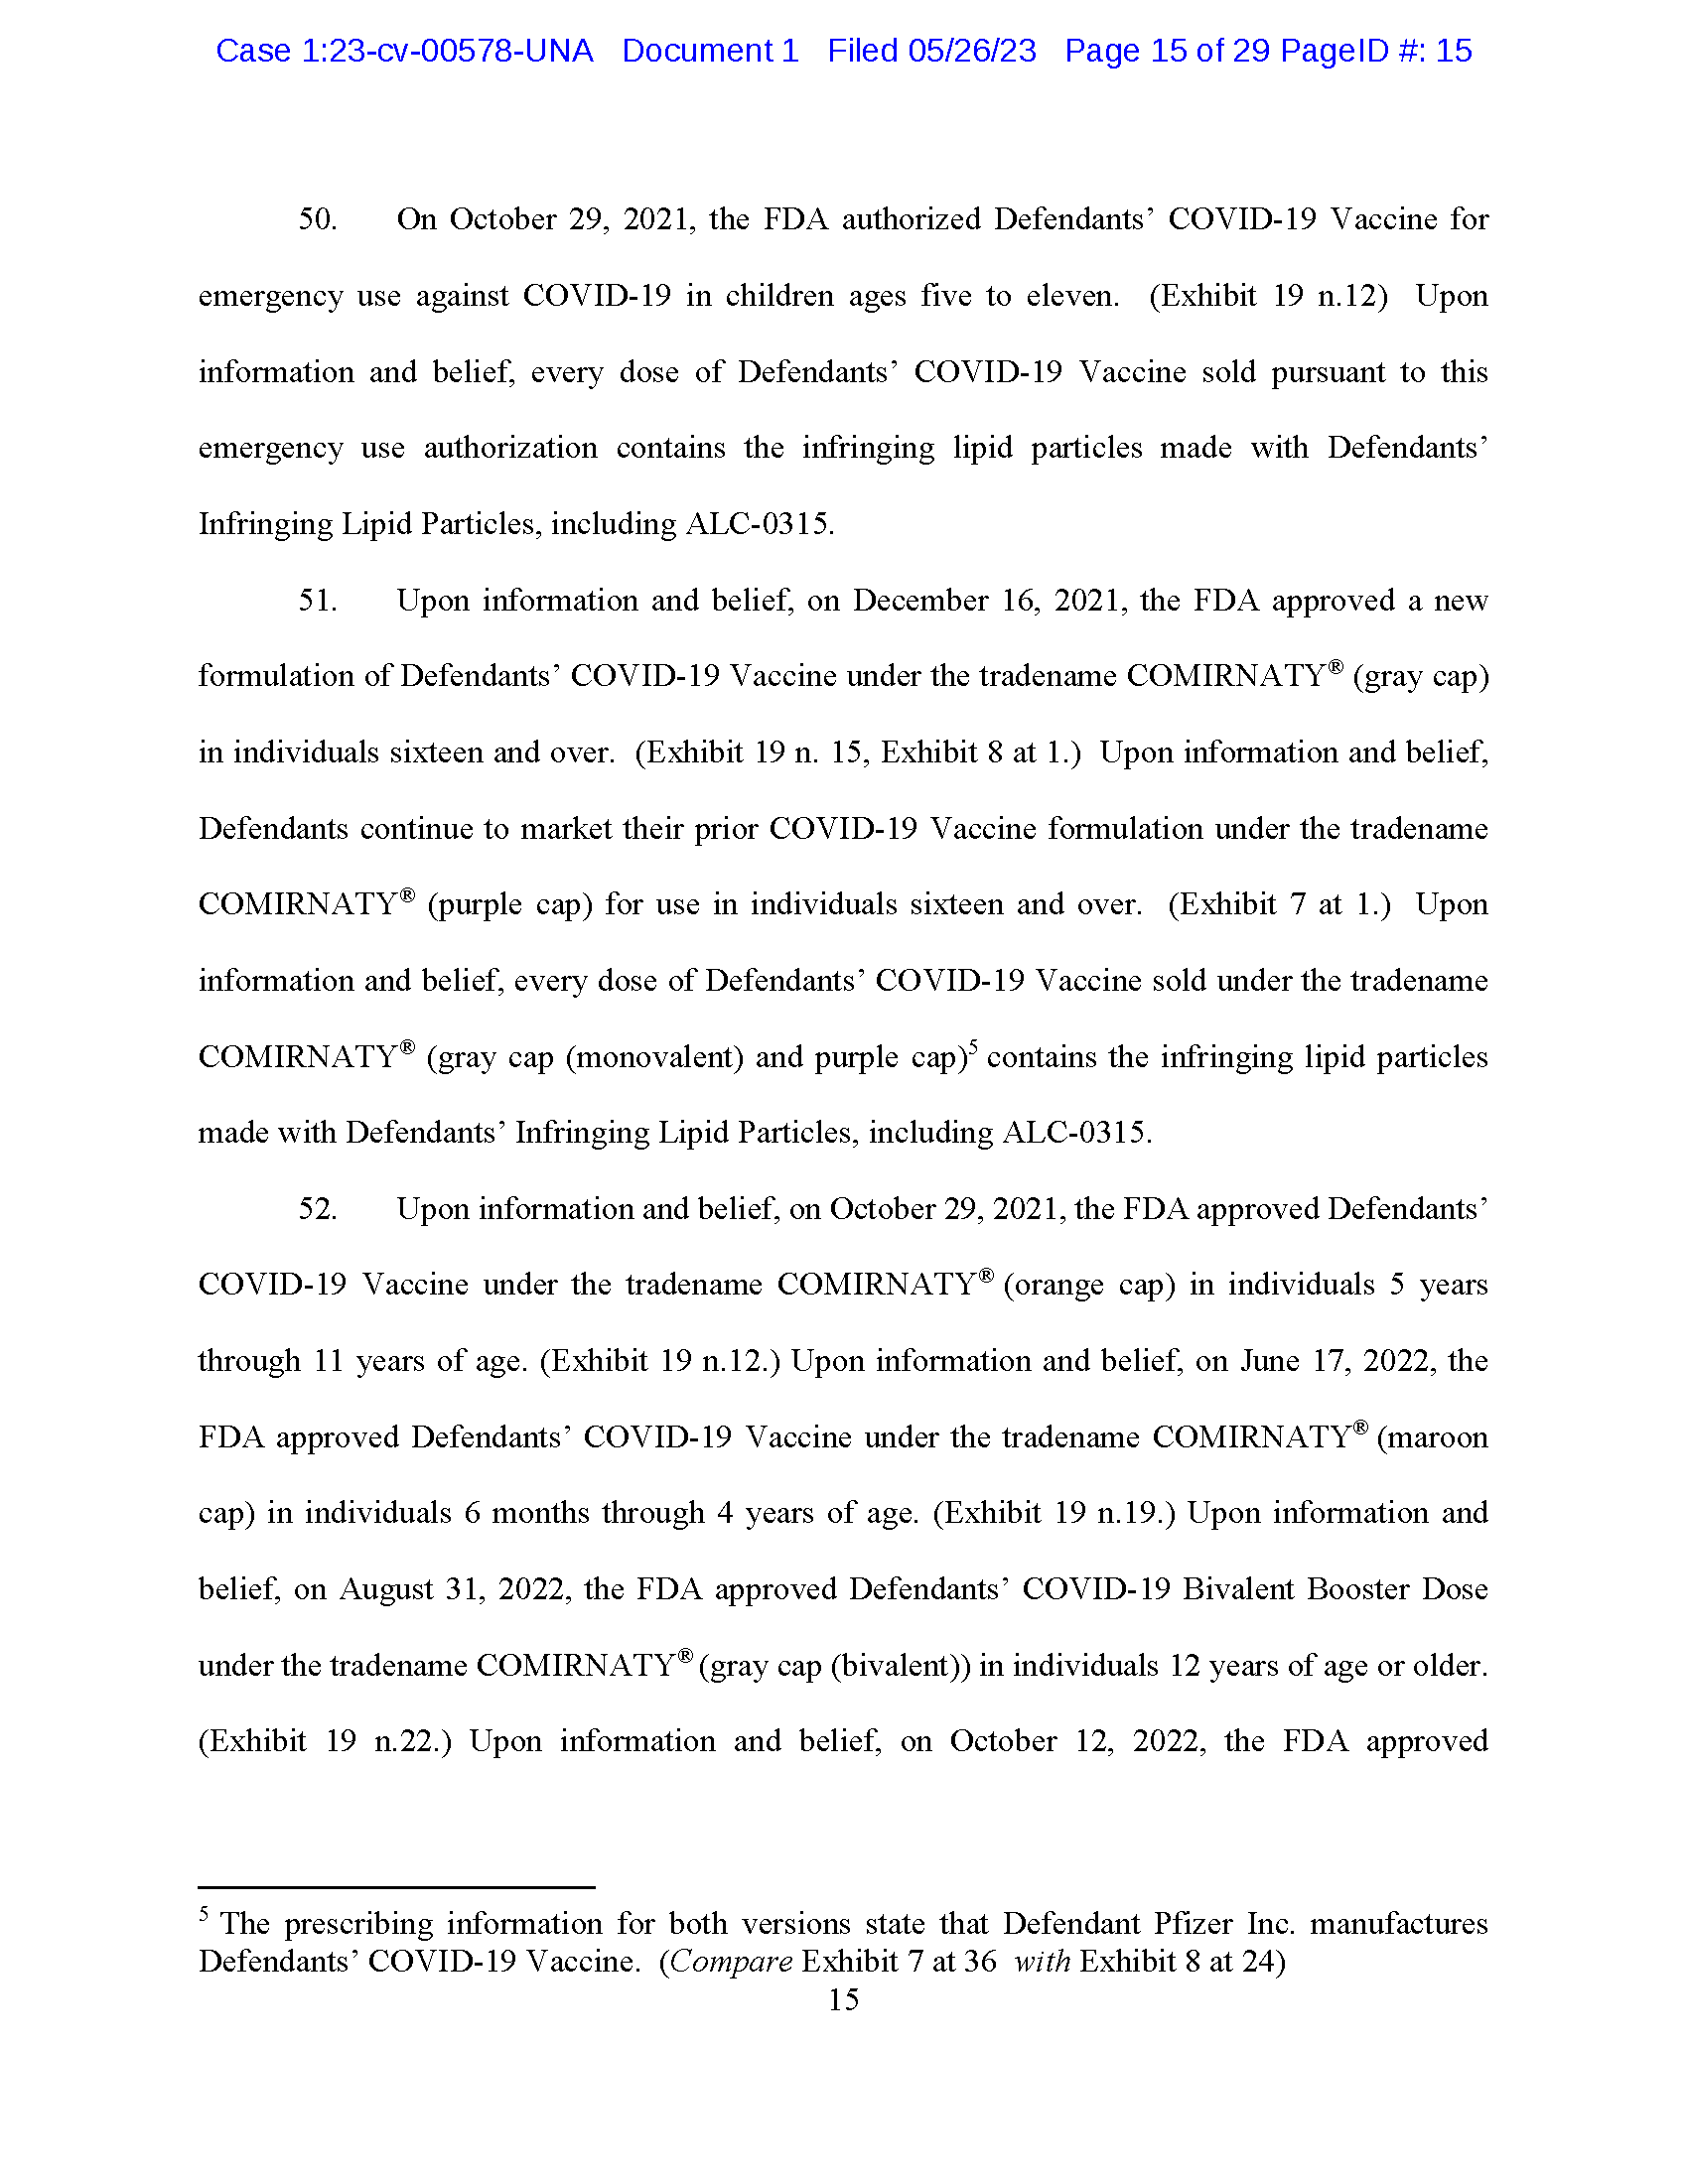 Case 1:23-cv-00578-UNA Document 1 Filed 05/26/23 Page 15 of 29 PageID #: 15
50. On October 29, 2021, the FDA authorized Defendants’ COVID-19 Vaccine for
emergency use against COVID-19 in children ages five to eleven. (Exhibit 19 n.12) Upon
information and belief, every dose of Defendants’ COVID-19 Vaccine sold pursuant to this
emergency use authorization contains the infringing lipid particles made with Defendants’
Infringing Lipid Particles, including ALC-0315.
51. Upon information and belief, on December 16, 2021, the FDA approved a new
formulation of Defendants’ COVID-19 Vaccine under the tradename COMIRNATY® (gray cap)
in individuals sixteen and over. (Exhibit 19 n. 15, Exhibit 8 at 1.) Upon information and belief,
Defendants continue to market their prior COVID-19 Vaccine formulation under the tradename
COMIRNATY® (purple cap) for use in individuals sixteen and over. (Exhibit 7 at 1.) Upon
information and belief, every dose of Defendants’ COVID-19 Vaccine sold under the tradename
COMIRNATY® (gray cap (monovalent) and purple cap)⁵ contains the infringing lipid particles
made with Defendants’ Infringing Lipid Particles, including ALC-0315.
52. Upon information and belief, on October 29, 2021, the FDA approved Defendants’
COVID-19 Vaccine under the tradename COMIRNATY® (orange cap) in individuals 5 years
through 11 years of age. (Exhibit 19 n.12.) Upon information and belief, on June 17, 2022, the
FDA approved Defendants’ COVID-19 Vaccine under the tradename COMIRNATY® (maroon
cap) in individuals 6 months through 4 years of age. (Exhibit 19 n.19.) Upon information and
belief, on August 31, 2022, the FDA approved Defendants’ COVID-19 Bivalent Booster Dose
under the tradename COMIRNATY® (gray cap (bivalent)) in individuals 12 years of age or older.
(Exhibit 19 n.22.) Upon information and belief, on October 12, 2022, the FDA approved
⁵ The prescribing information for both versions state that Defendant Pfizer Inc. manufactures
Defendants’ COVID-19 Vaccine. (Compare Exhibit 7 at 36 with Exhibit 8 at 24)
15